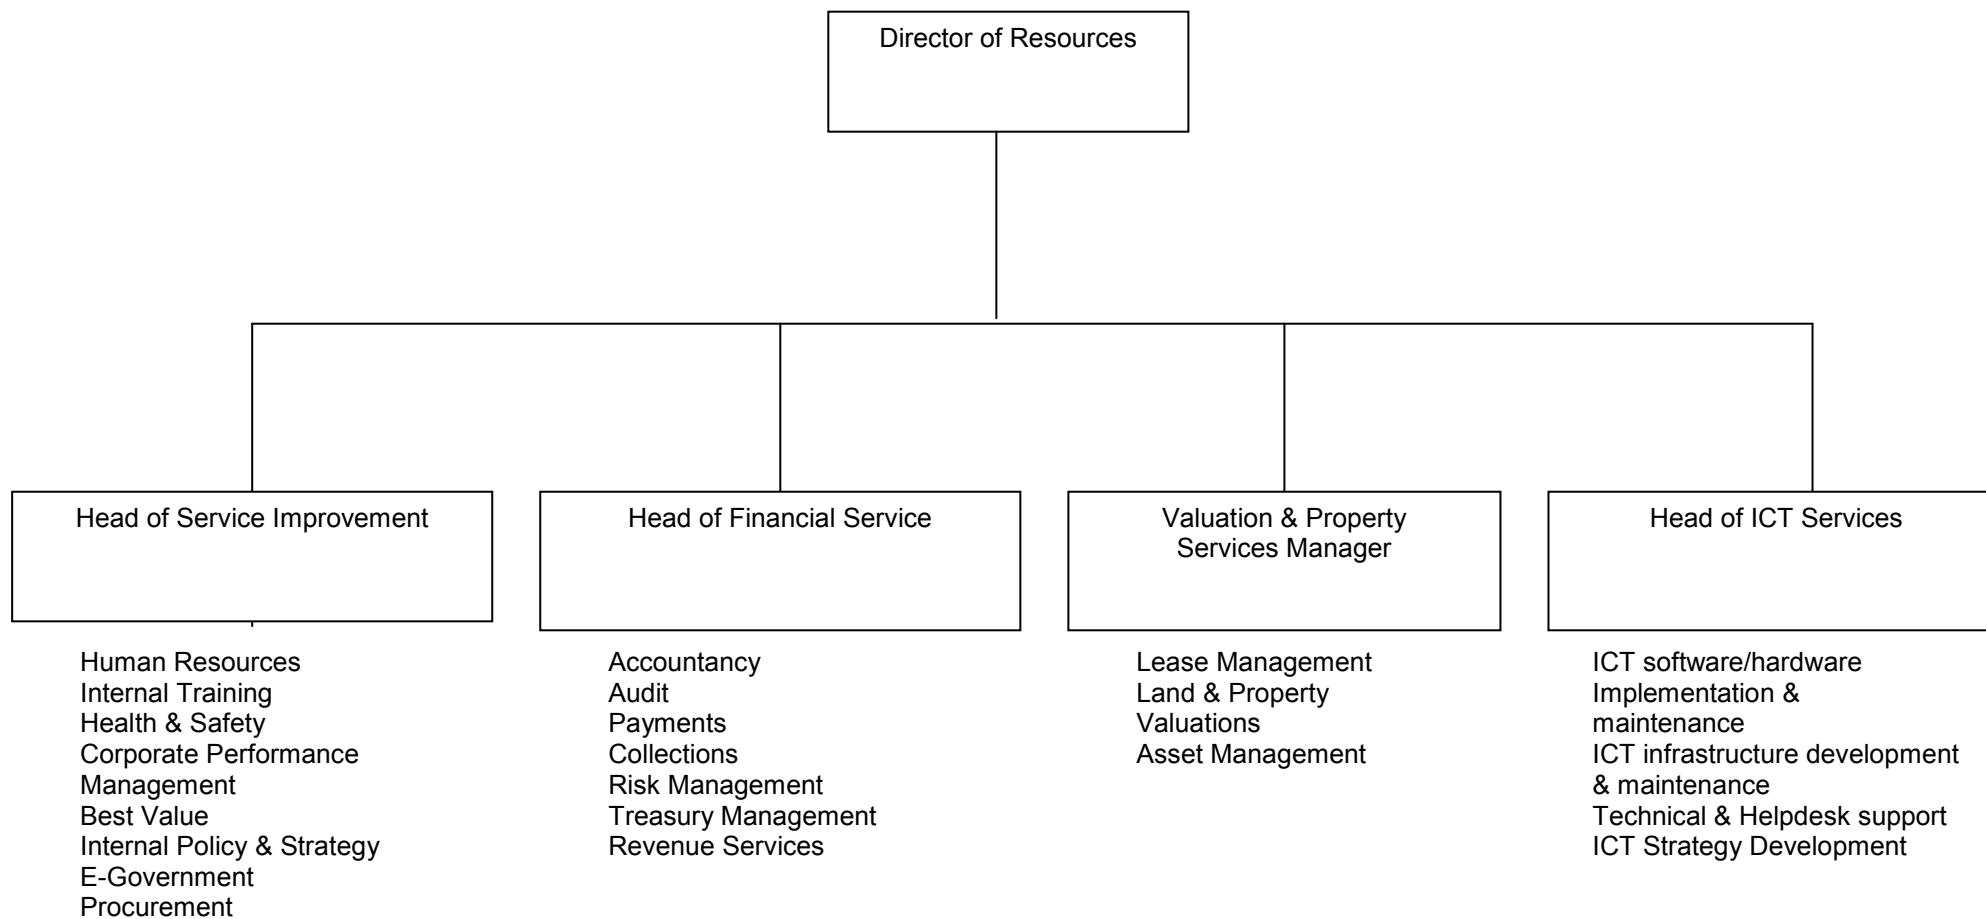 Director of Resources
Head of Service Improvement
Head of Financial Service
Valuation & Property
Services Manager
Head of ICT Services
Human Resources
Internal Training
Health & Safety
Corporate Performance
Management
Best Value
Internal Policy & Strategy
E-Government
Procurement
Accountancy
Audit
Payments
Collections
Risk Management
Treasury Management
Revenue Services
Lease Management
Land & Property
Valuations
Asset Management
ICT software/hardware
Implementation &
maintenance
ICT infrastructure development
& maintenance
Technical & Helpdesk support
ICT Strategy Development